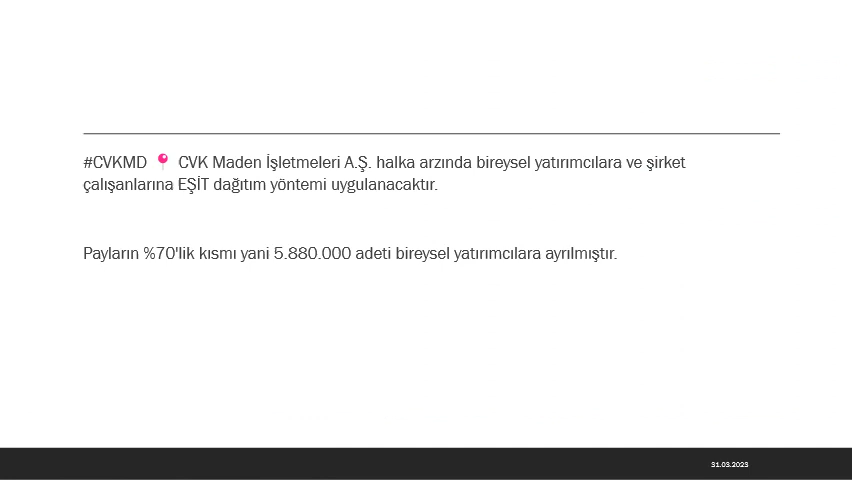 #CVKMD 📍 CVK Maden İşletmeleri A.Ş. halka arzında bireysel yatırımcılara ve şirket
çalışanlarına EŞİT dağıtım yöntemi uygulanacaktır.
Payların %70'lik kısmı yani 5.880.000 adeti bireysel yatırımcılara ayrılmıştır.
31.03.2023